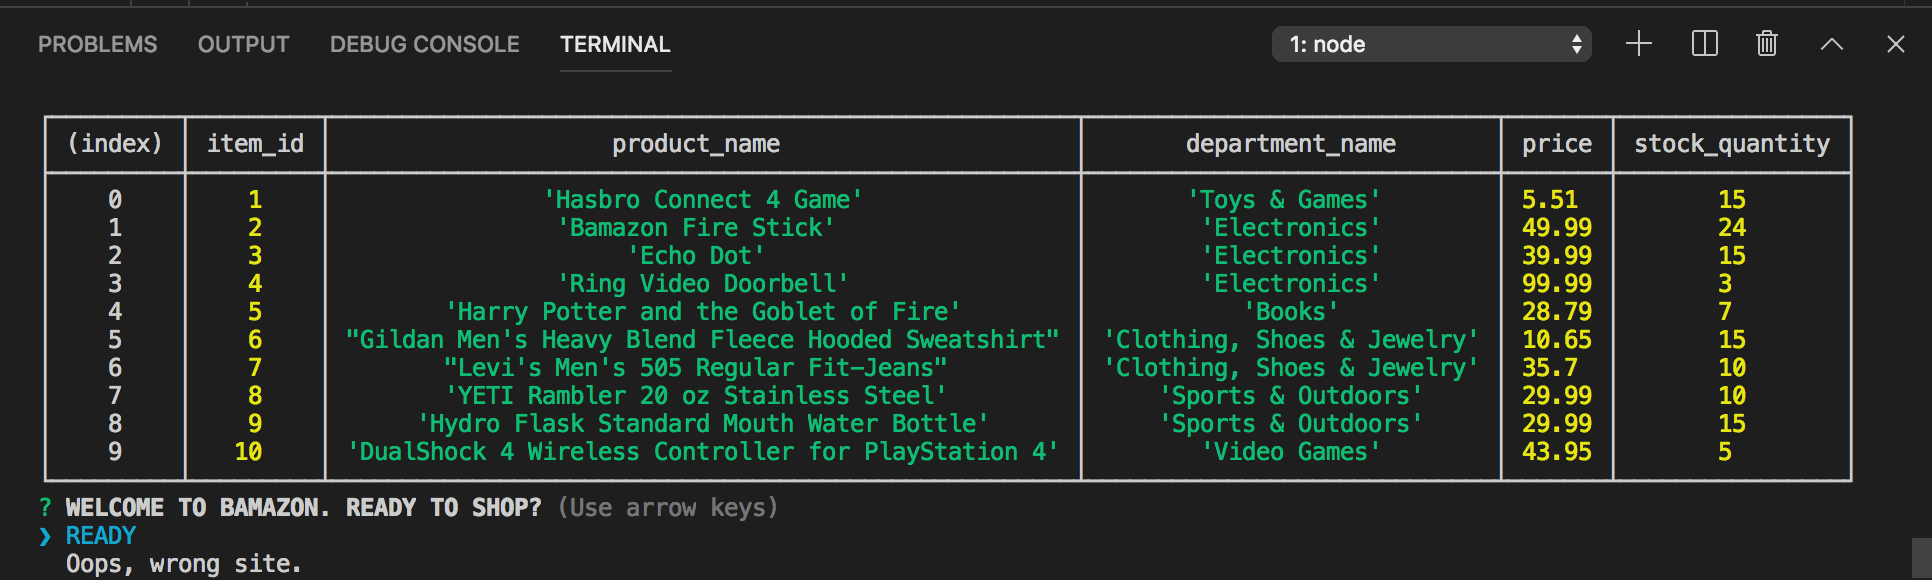 PROBLEMS OUTPUT DEBUG CONSOLE TERMINAL 1: node
(index) item_id product_name department_name price stock_quantity
0 1 'Hasbro Connect 4 Game' 'Toys & Games' 5.51 15
1 2 'Bamazon Fire Stick' 'Electronics' 49.99 24
2 3 'Echo Dot' 'Electronics' 39.99 15
3 4 'Ring Video Doorbell' 'Electronics' 99.99 3
4 5 'Harry Potter and the Goblet of Fire' 'Books' 28.79 7
5 6 "Gildan Men's Heavy Blend Fleece Hooded Sweatshirt" 'Clothing, Shoes & Jewelry' 10.65 15
6 7 "Levi's Men's 505 Regular Fit-Jeans" 'Clothing, Shoes & Jewelry' 35.7 10
7 8 'YETI Rambler 20 oz Stainless Steel' 'Sports & Outdoors' 29.99 10
8 9 'Hydro Flask Standard Mouth Water Bottle' 'Sports & Outdoors' 29.99 15
9 10 'DualShock 4 Wireless Controller for PlayStation 4' 'Video Games' 43.95 5
? WELCOME TO BAMAZON. READY TO SHOP? (Use arrow keys)
❯ READY
Oops, wrong site.